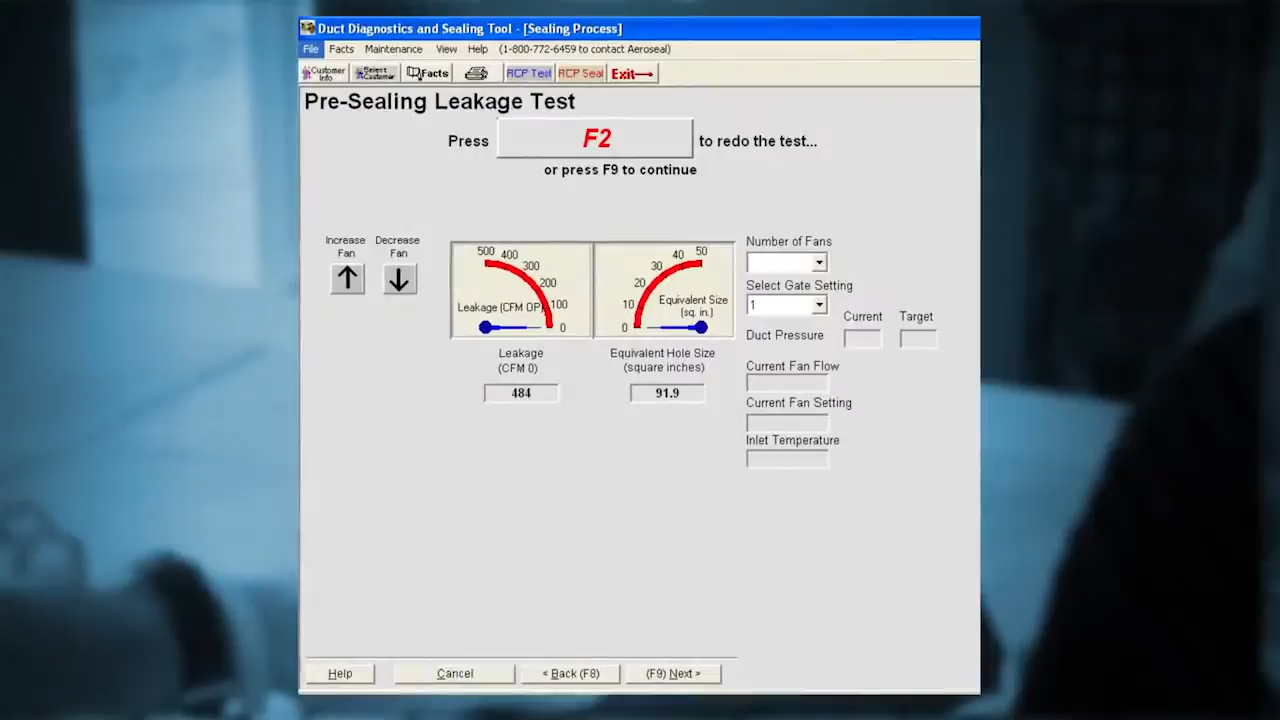 Duct Diagnostics and Sealing Tool - [Sealing Process]
File Facts Maintenance View Help (1-800-772-6459 to contact Aeroseal)
Customer Info Select Customer Facts RCP Test RCP Seal Exit
Pre-Sealing Leakage Test
Press F2 to redo the test...
or press F9 to continue
Increase Fan
Decrease Fan
500 400 300 200 100 0
Leakage (CFM OP)
50 40 30 20 10 0
Equivalent Size
(sq. in.)
Leakage
(CFM 0)
484
Equivalent Hole Size
(square inches)
91.9
Number of Fans
Select Gate Setting
1
Current Target
Duct Pressure
Current Fan Flow
Current Fan Setting
Inlet Temperature
Help Cancel < Back (F8) (F9) Next >